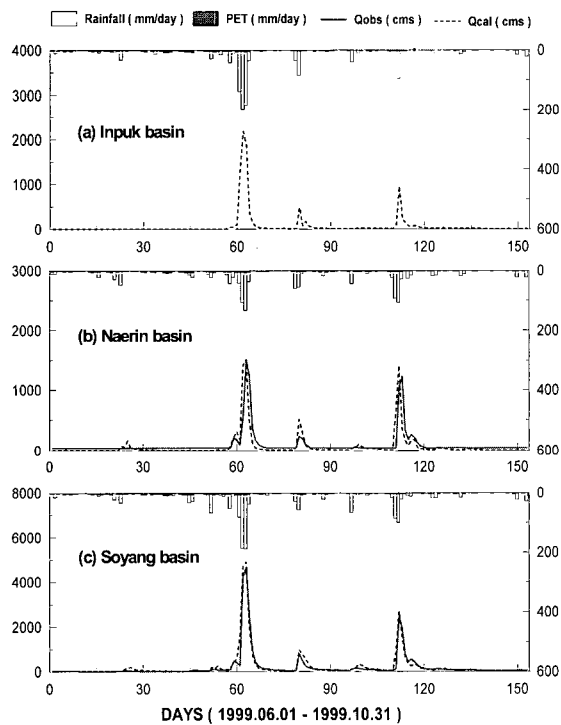 Rainfall ( mm/day ) PET ( mm/day ) Qobs ( cms ) Qcal ( cms )
4000 0
3000 200
2000
1000 400
0 600
(a) Inpuk basin
0 30 60 90 120 150
3000 0
2000 200
1000 400
0 600
(b) Naerin basin
0 30 60 90 120 150
8000 0
6000 200
4000
2000 400
0 600
(c) Soyang basin
0 30 60 90 120 150
DAYS ( 1999.06.01 - 1999.10.31 )